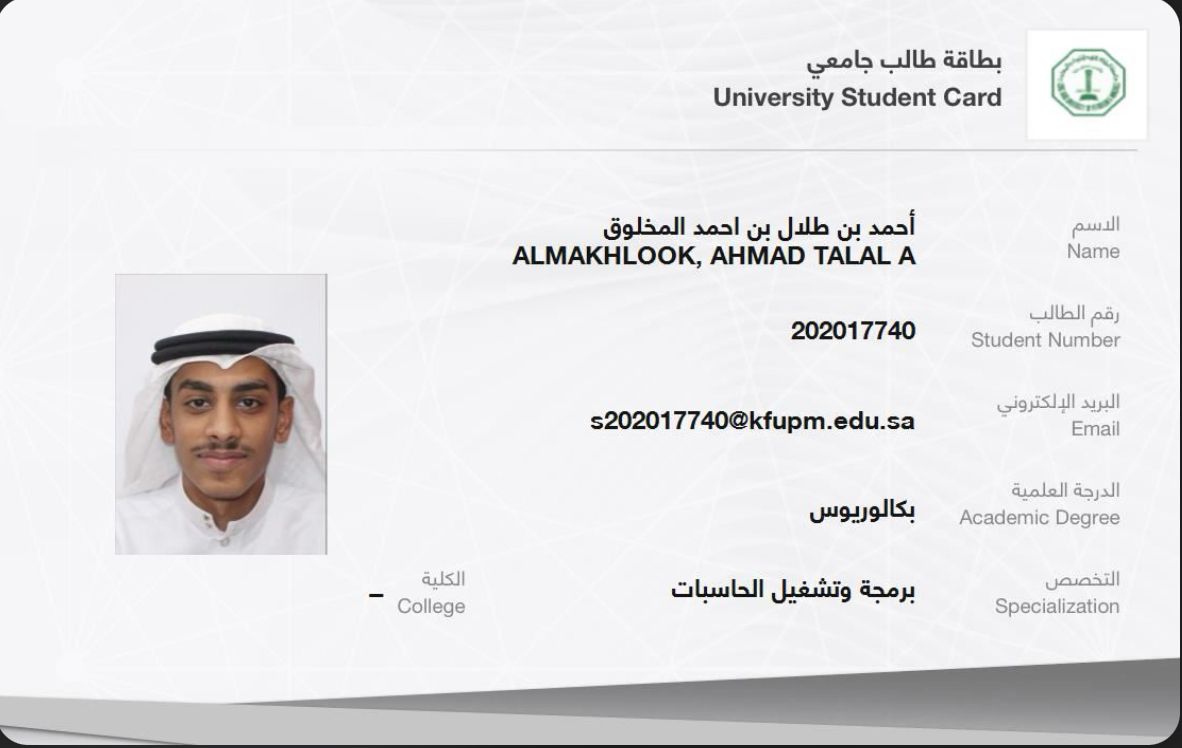 بطاقة طالب جامعي
University Student Card
الاسم
Name
أحمد بن طلال بن احمد المخلوق
ALMAKHLOOK, AHMAD TALAL A
رقم الطالب
Student Number
202017740
البريد الإلكتروني
Email
s202017740@kfupm.edu.sa
الدرجة العلمية
Academic Degree
بكالوريوس
التخصص
Specialization
برمجة وتشغيل الحاسبات
الكلية
College
–